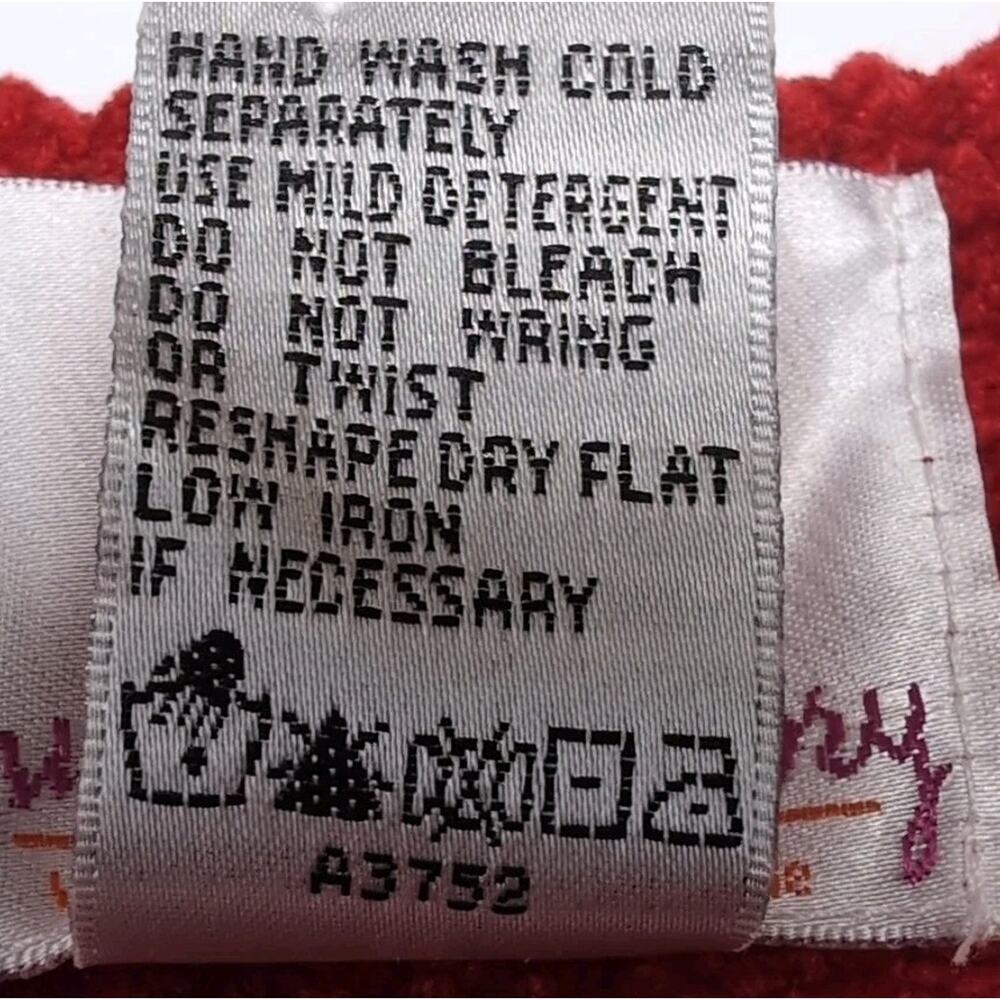 HAND WASH COLD
SEPARATELY
USE MILD DETERGENT
DO NOT BLEACH
DO NOT WRING
OR TWIST
RESHAPE DRY FLAT
LOW IRON
IF NECESSARY
A3752